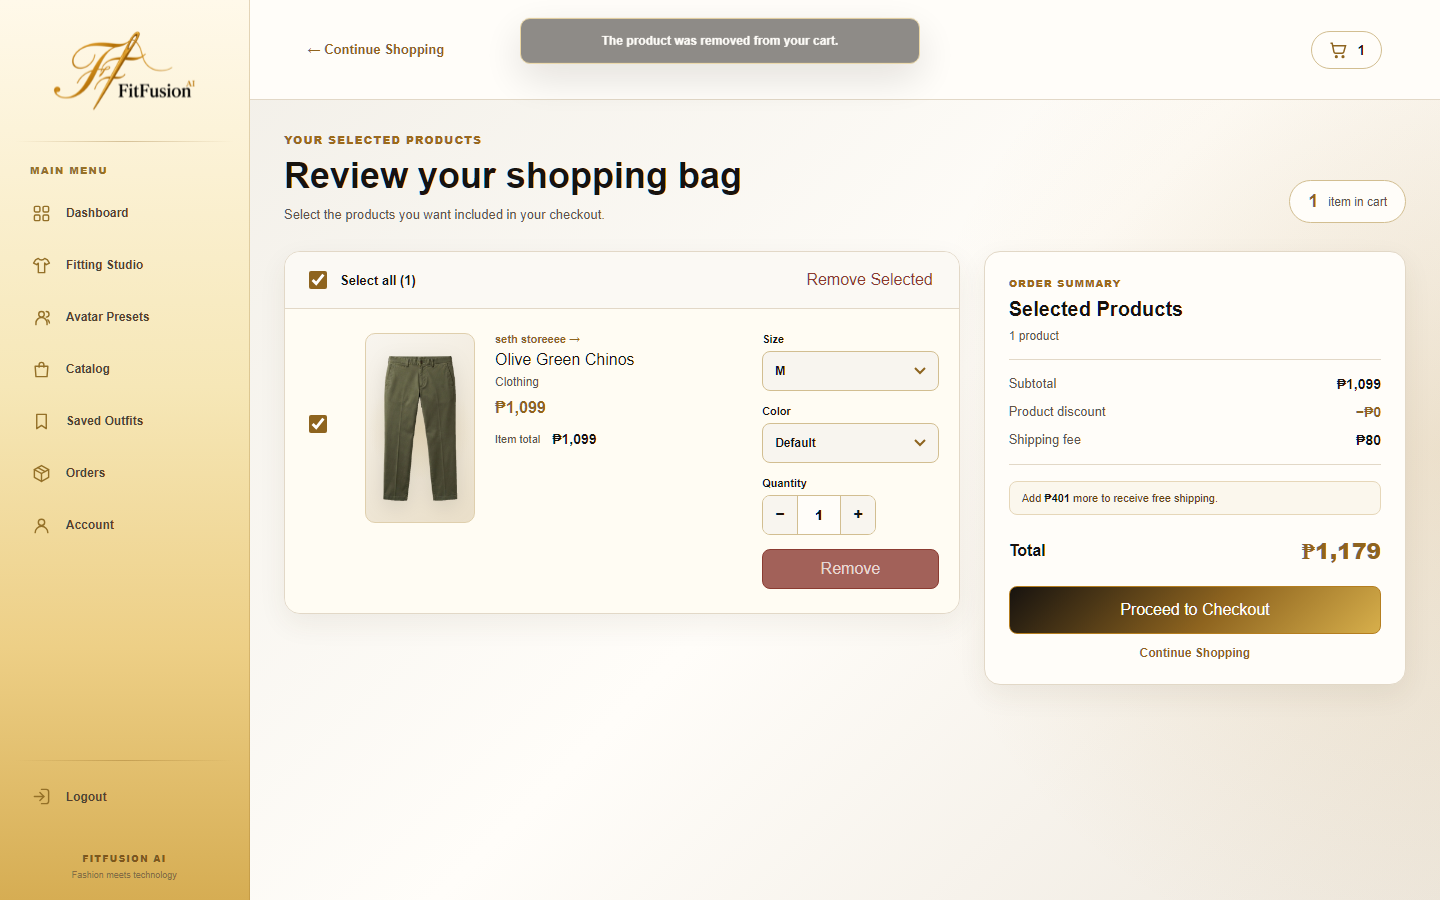 FitFusion AI
MAIN MENU
Dashboard
Fitting Studio
Avatar Presets
Catalog
Saved Outfits
Orders
Account
Logout
FITFUSION AI
Fashion meets technology
← Continue Shopping
The product was removed from your cart.
1
YOUR SELECTED PRODUCTS
Review your shopping bag
Select the products you want included in your checkout.
1 item in cart
Select all (1)
Remove Selected
seth storeeee →
Olive Green Chinos
Clothing
₱1,099
Item total ₱1,099
Size
M
Color
Default
Quantity
− 1 +
Remove
ORDER SUMMARY
Selected Products
1 product
Subtotal ₱1,099
Product discount −₱0
Shipping fee ₱80
Add ₱401 more to receive free shipping.
Total ₱1,179
Proceed to Checkout
Continue Shopping